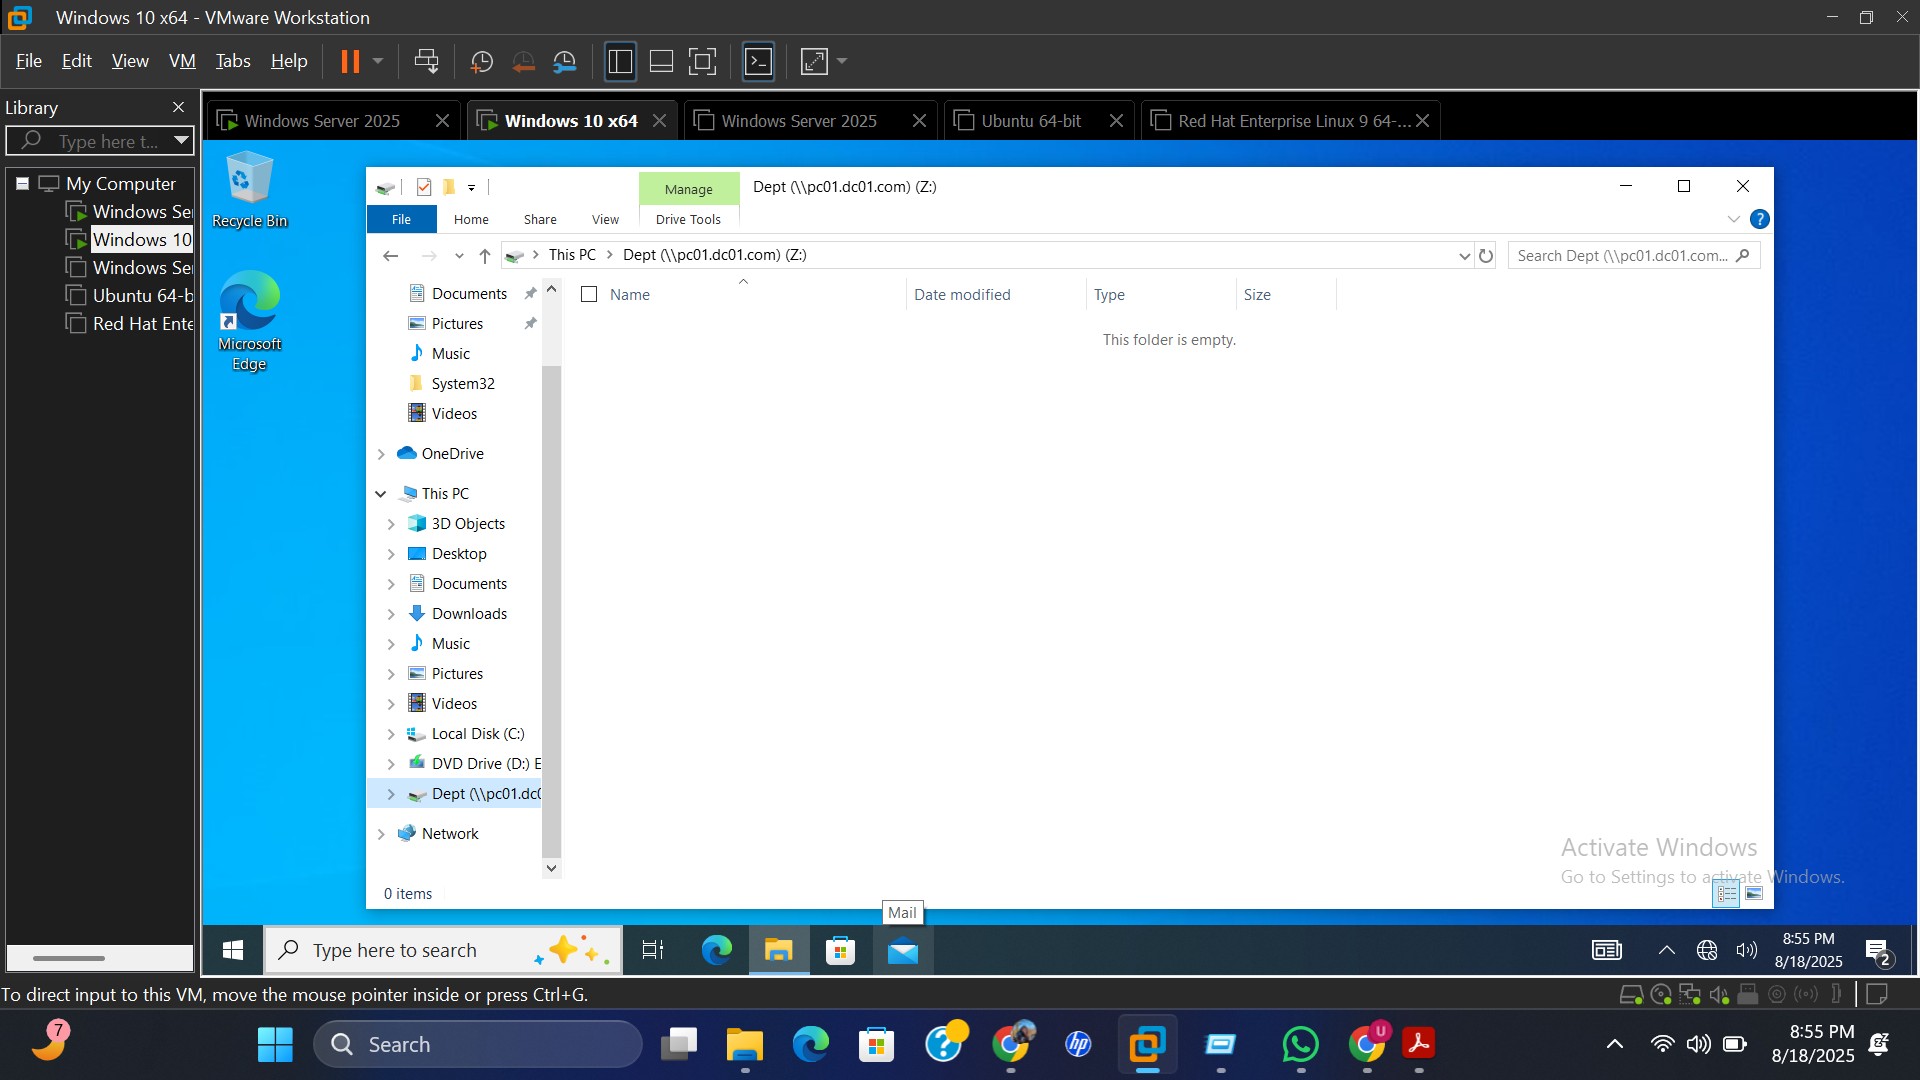 Windows 10 x64 - VMware Workstation
File Edit View VM Tabs Help
Library
Windows Server 2025
Windows 10 x64
Windows Server 2025
Ubuntu 64-bit
Red Hat Enterprise Linux 9 64-...
Type here t...
My Computer
Windows Se
Windows 10
Windows Se
Ubuntu 64-b
Red Hat Ente
Recycle Bin
Microsoft
Edge
Manage
Dept (\\pc01.dc01.com) (Z:)
File Home Share View Drive Tools
This PC > Dept (\\pc01.dc01.com) (Z:)
Search Dept (\\pc01.dc01.com...
Documents
Pictures
Music
System32
Videos
OneDrive
This PC
3D Objects
Desktop
Documents
Downloads
Music
Pictures
Videos
Local Disk (C:)
DVD Drive (D:) E
Dept (\\pc01.dc0
Network
Name Date modified Type Size
This folder is empty.
0 items
Activate Windows
Go to Settings to activate Windows.
Mail
Type here to search
8:55 PM
8/18/2025
2
To direct input to this VM, move the mouse pointer inside or press Ctrl+G.
7
Search
hp
U
8:55 PM
8/18/2025